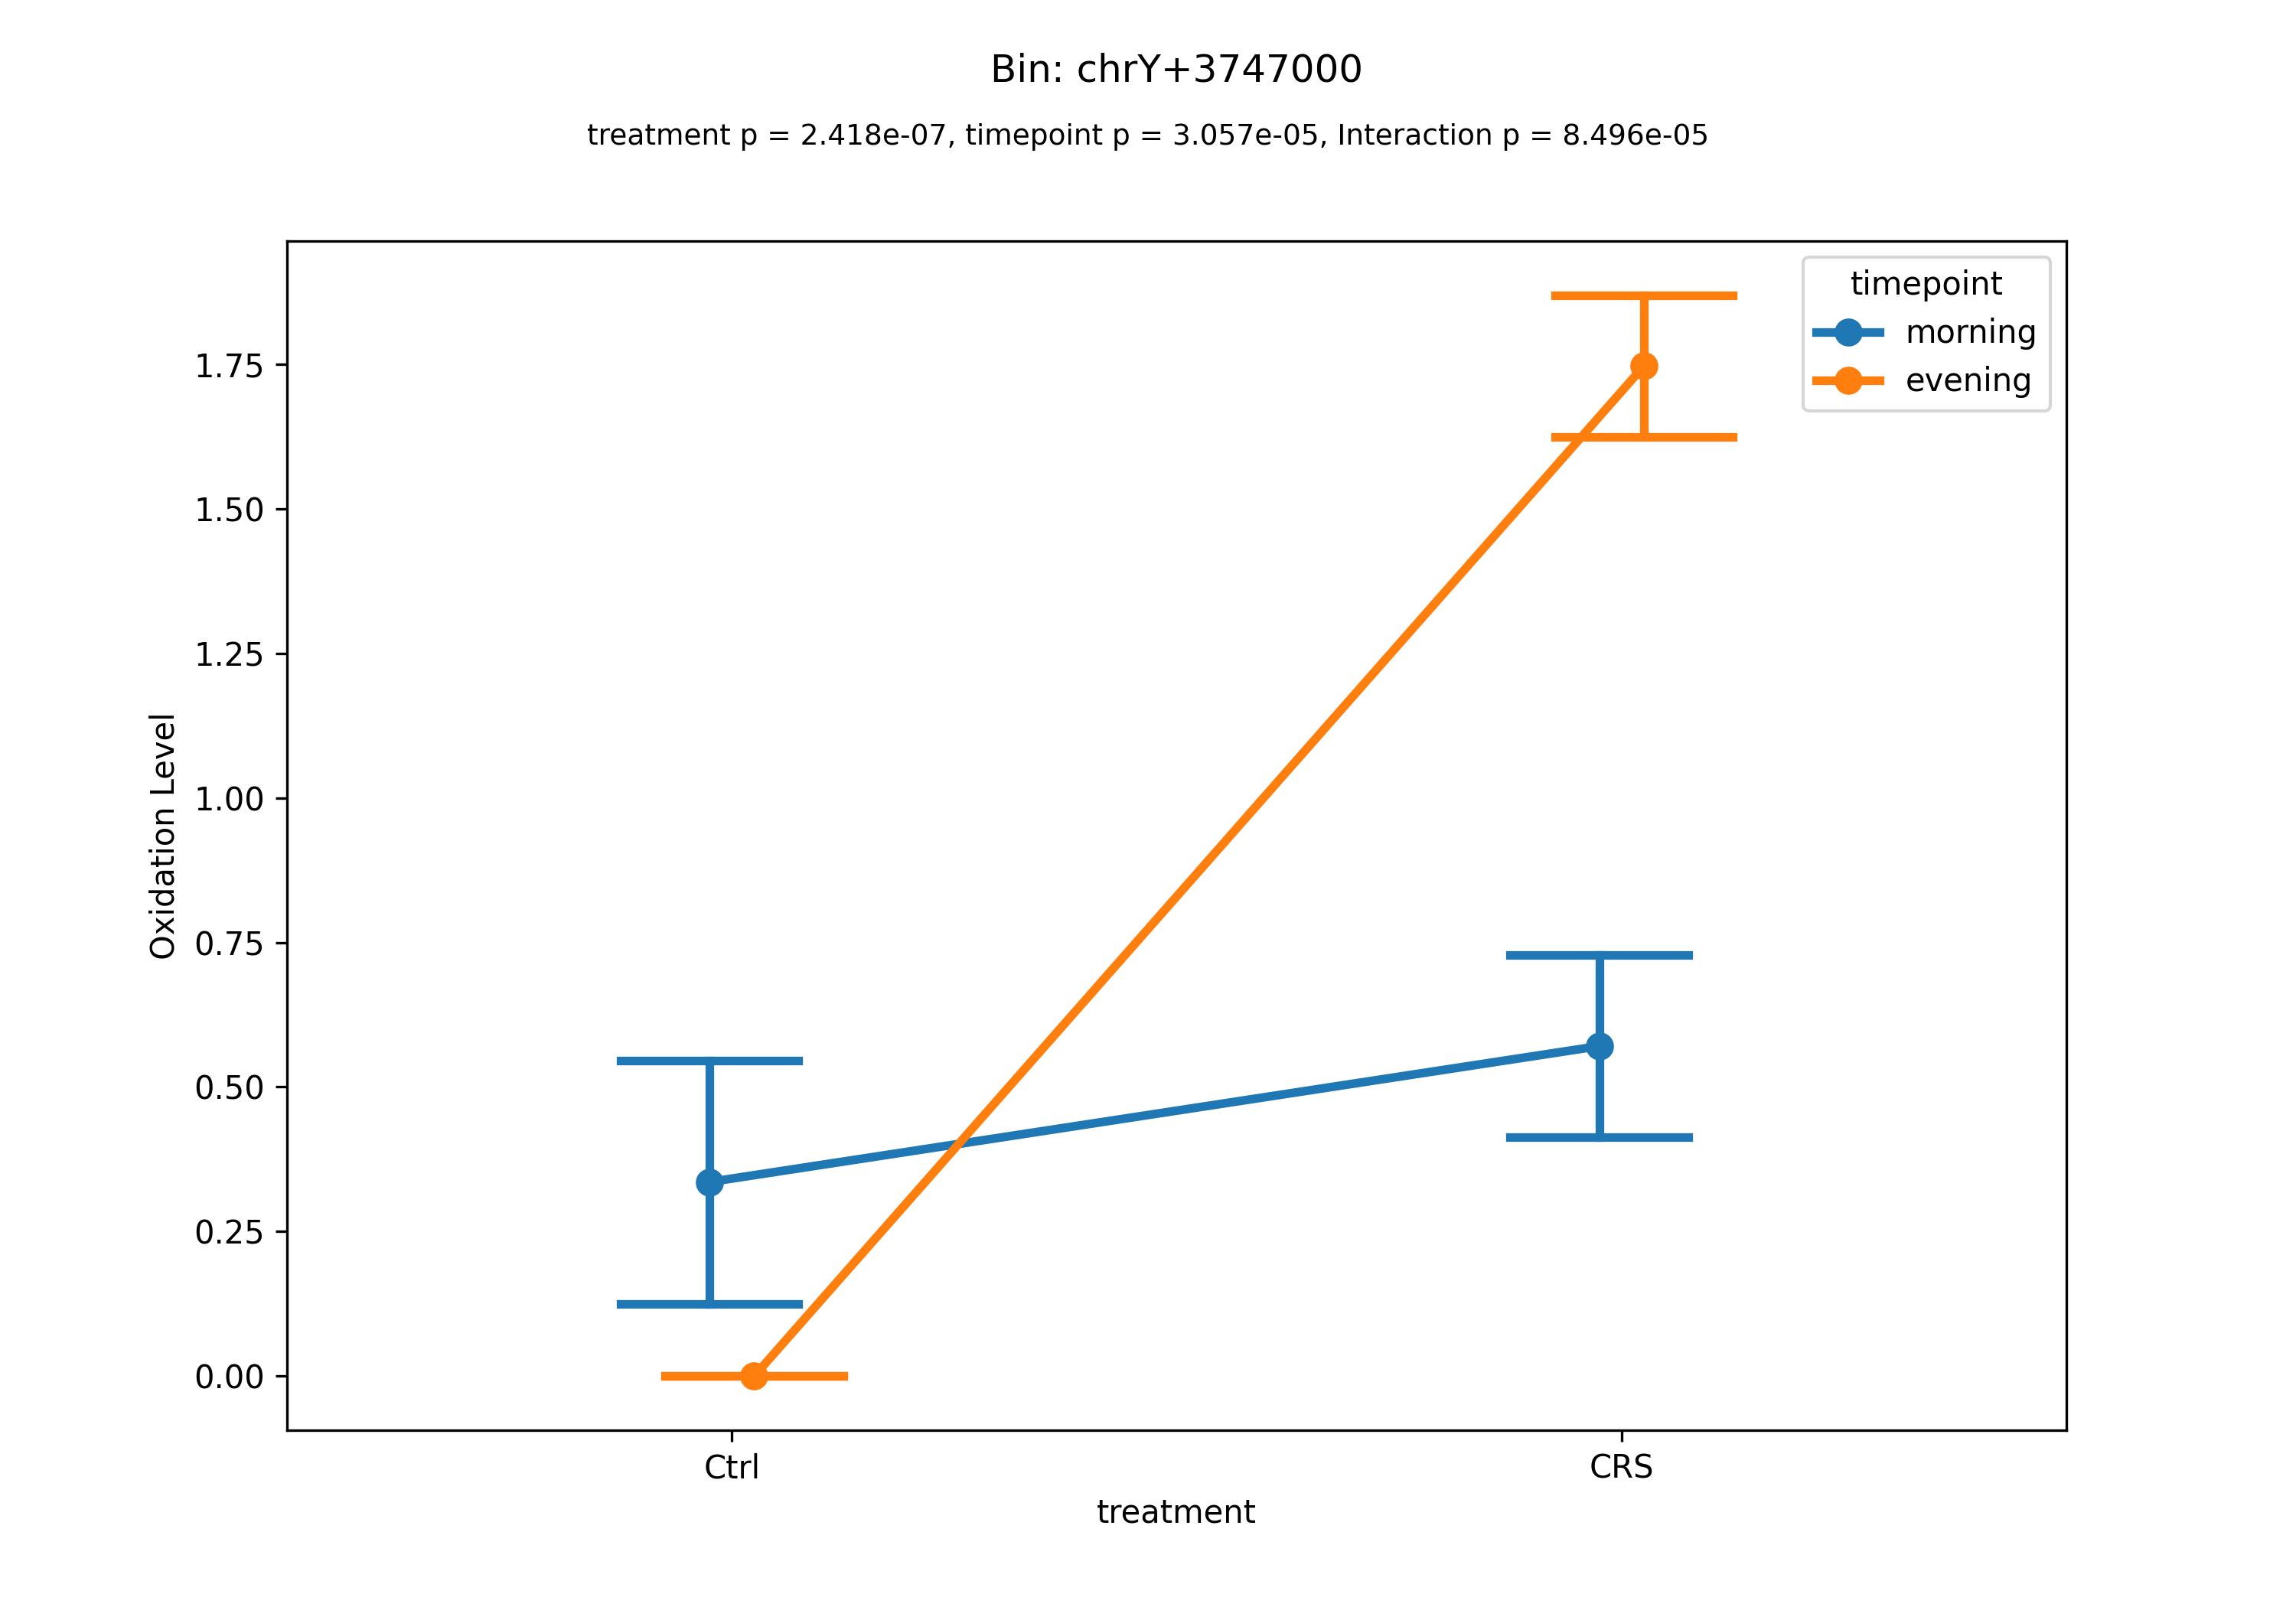 Bin: chrY+3747000
treatment p = 2.418e-07, timepoint p = 3.057e-05, Interaction p = 8.496e-05
timepoint
morning
evening
1.75
1.50
1.25
1.00
0.75
0.50
0.25
0.00
Oxidation Level
Ctrl
CRS
treatment